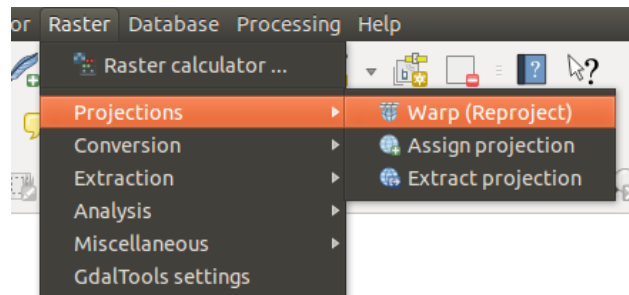 or Raster Database Processing Help
Raster calculator ...
Projections
Warp (Reproject)
Conversion
Assign projection
Extraction
Extract projection
Analysis
Miscellaneous
GdalTools settings